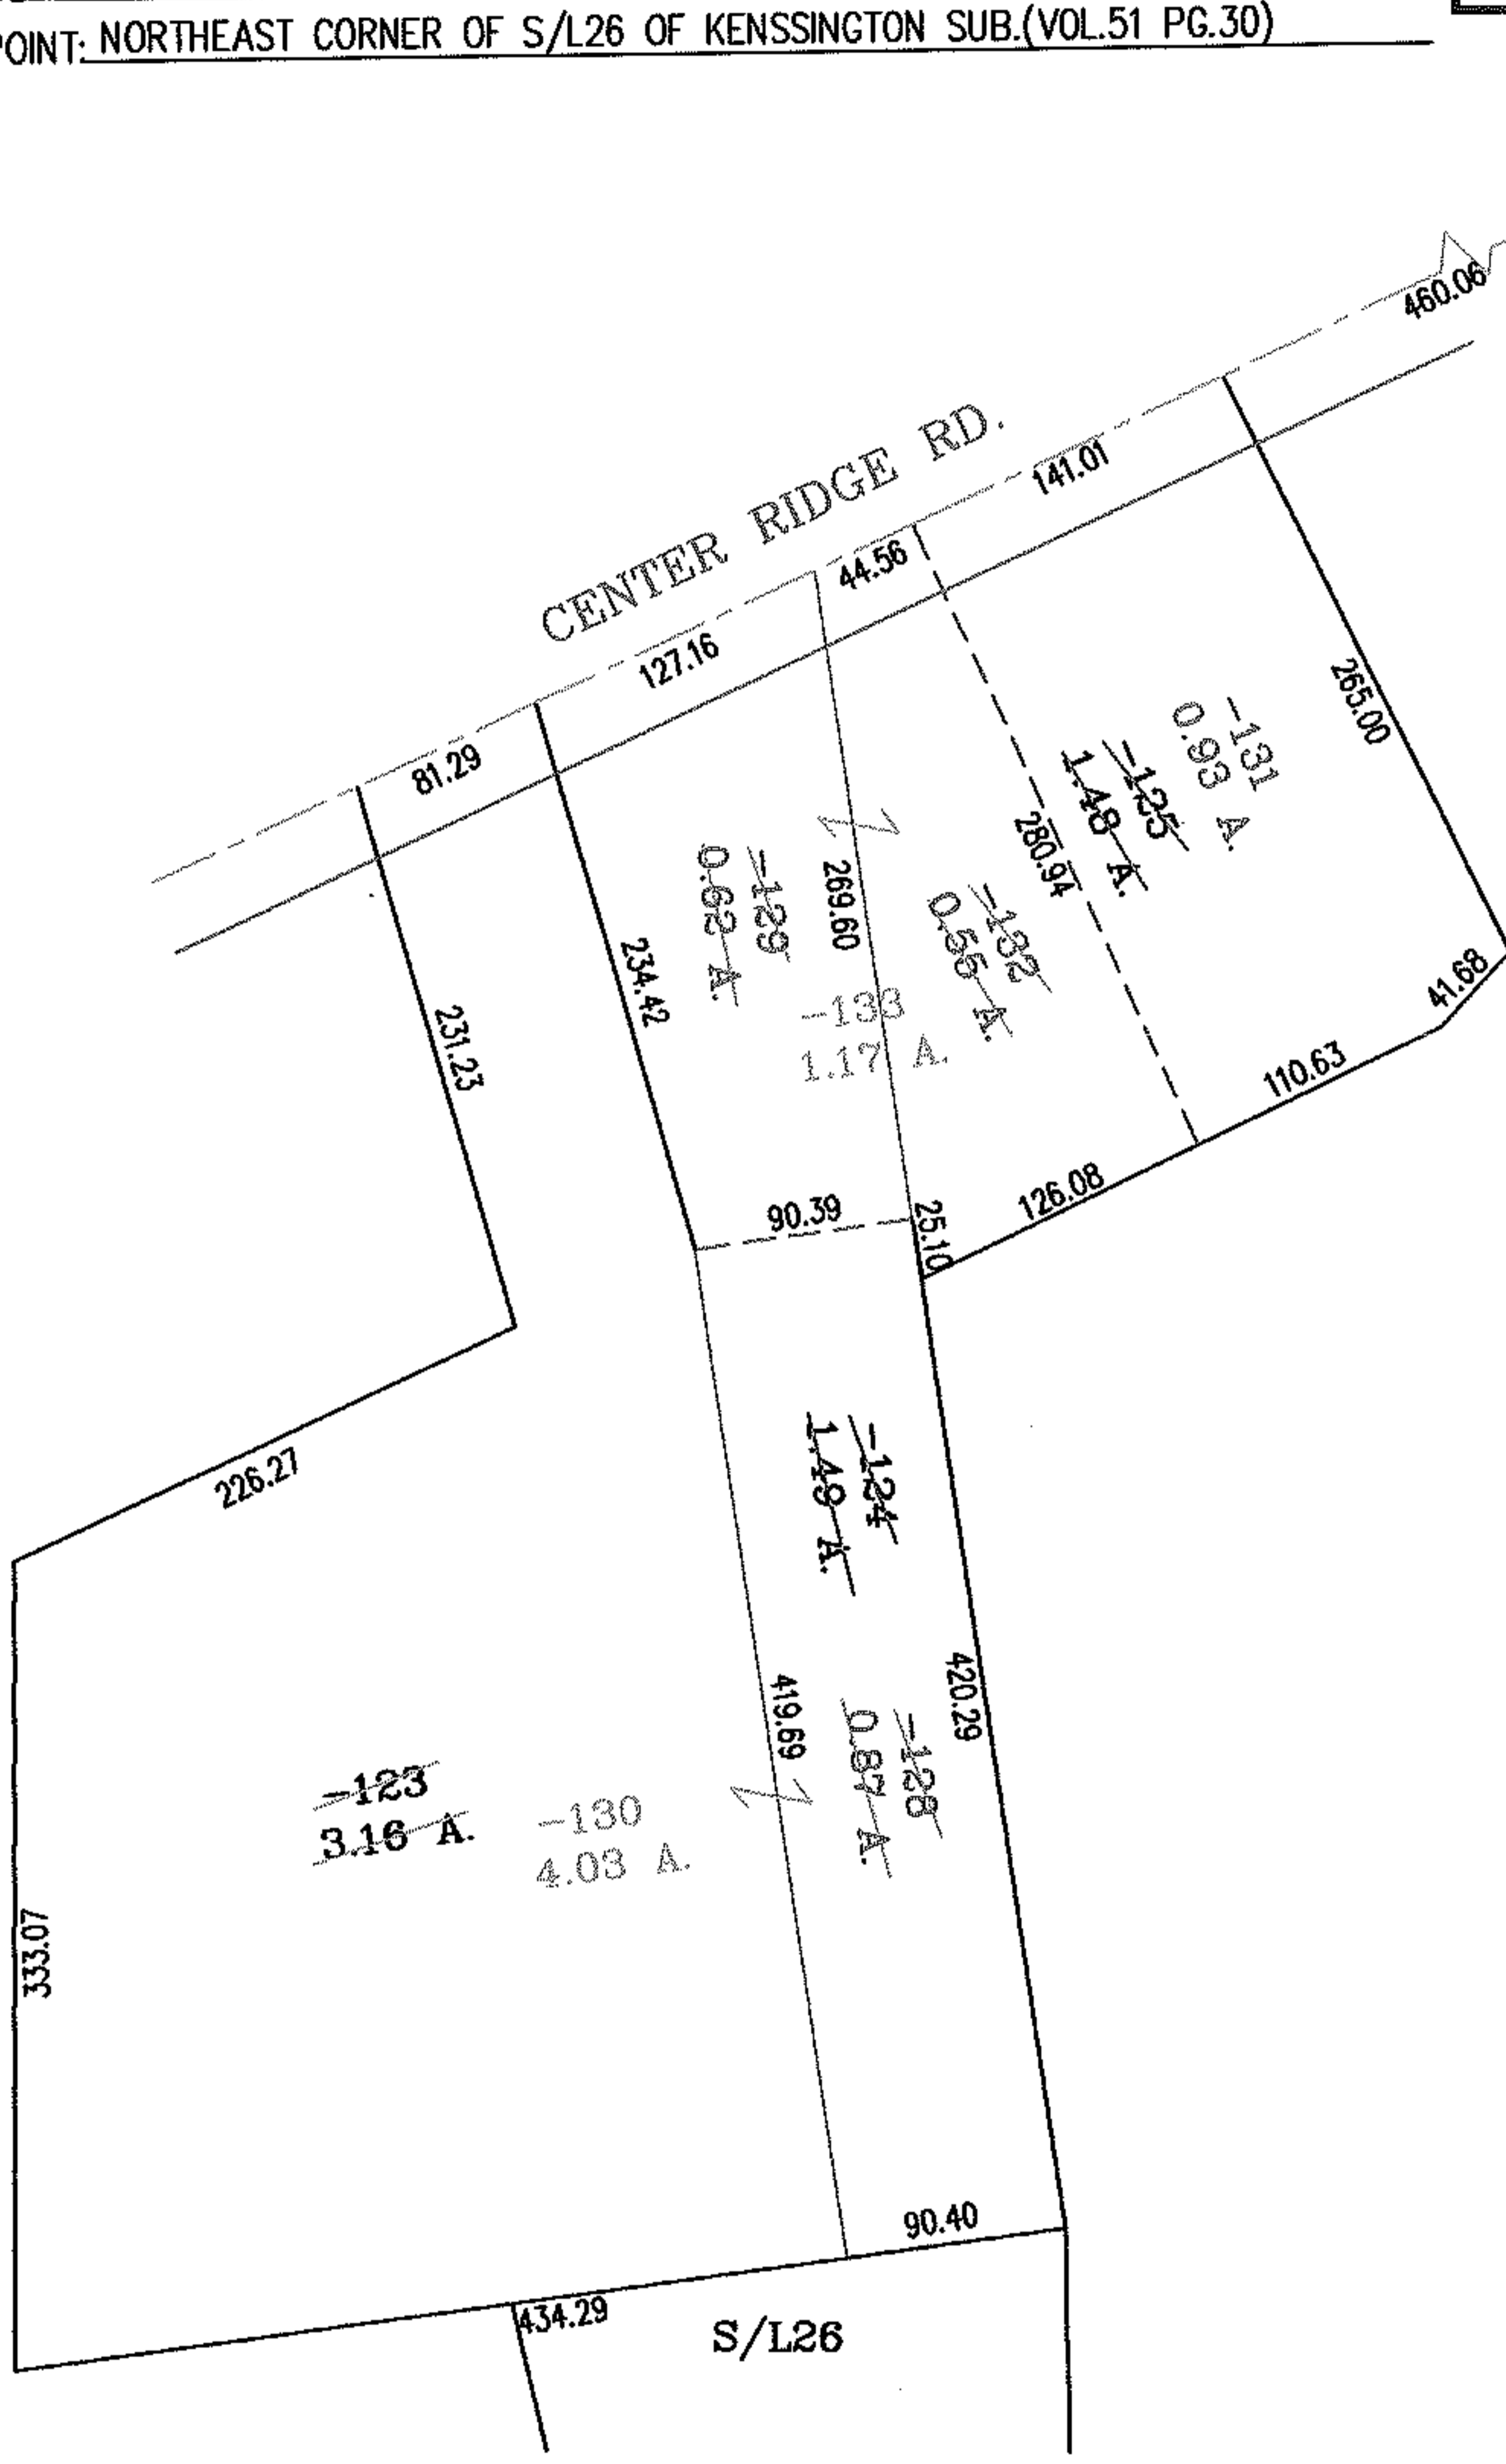 POINT: NORTHEAST CORNER OF S/L26 OF KENSSINGTON SUB.(VOL.51 PG.30)
460.06
CENTER RIDGE RD.
141.01
44.56
127.16
81.29
265.00
-131
0.93 A.
-125
1.48 A.
280.94
-129
0.62 A.
269.60
-132
0.55 A.
234.42
-133
1.17 A.
231.23
41.68
110.63
126.08
90.39
25.10
226.27
-124
1.49 A.
420.29
419.69
-128
0.87 A.
-123
3.16 A.
-130
4.03 A.
333.07
90.40
434.29
S/L26